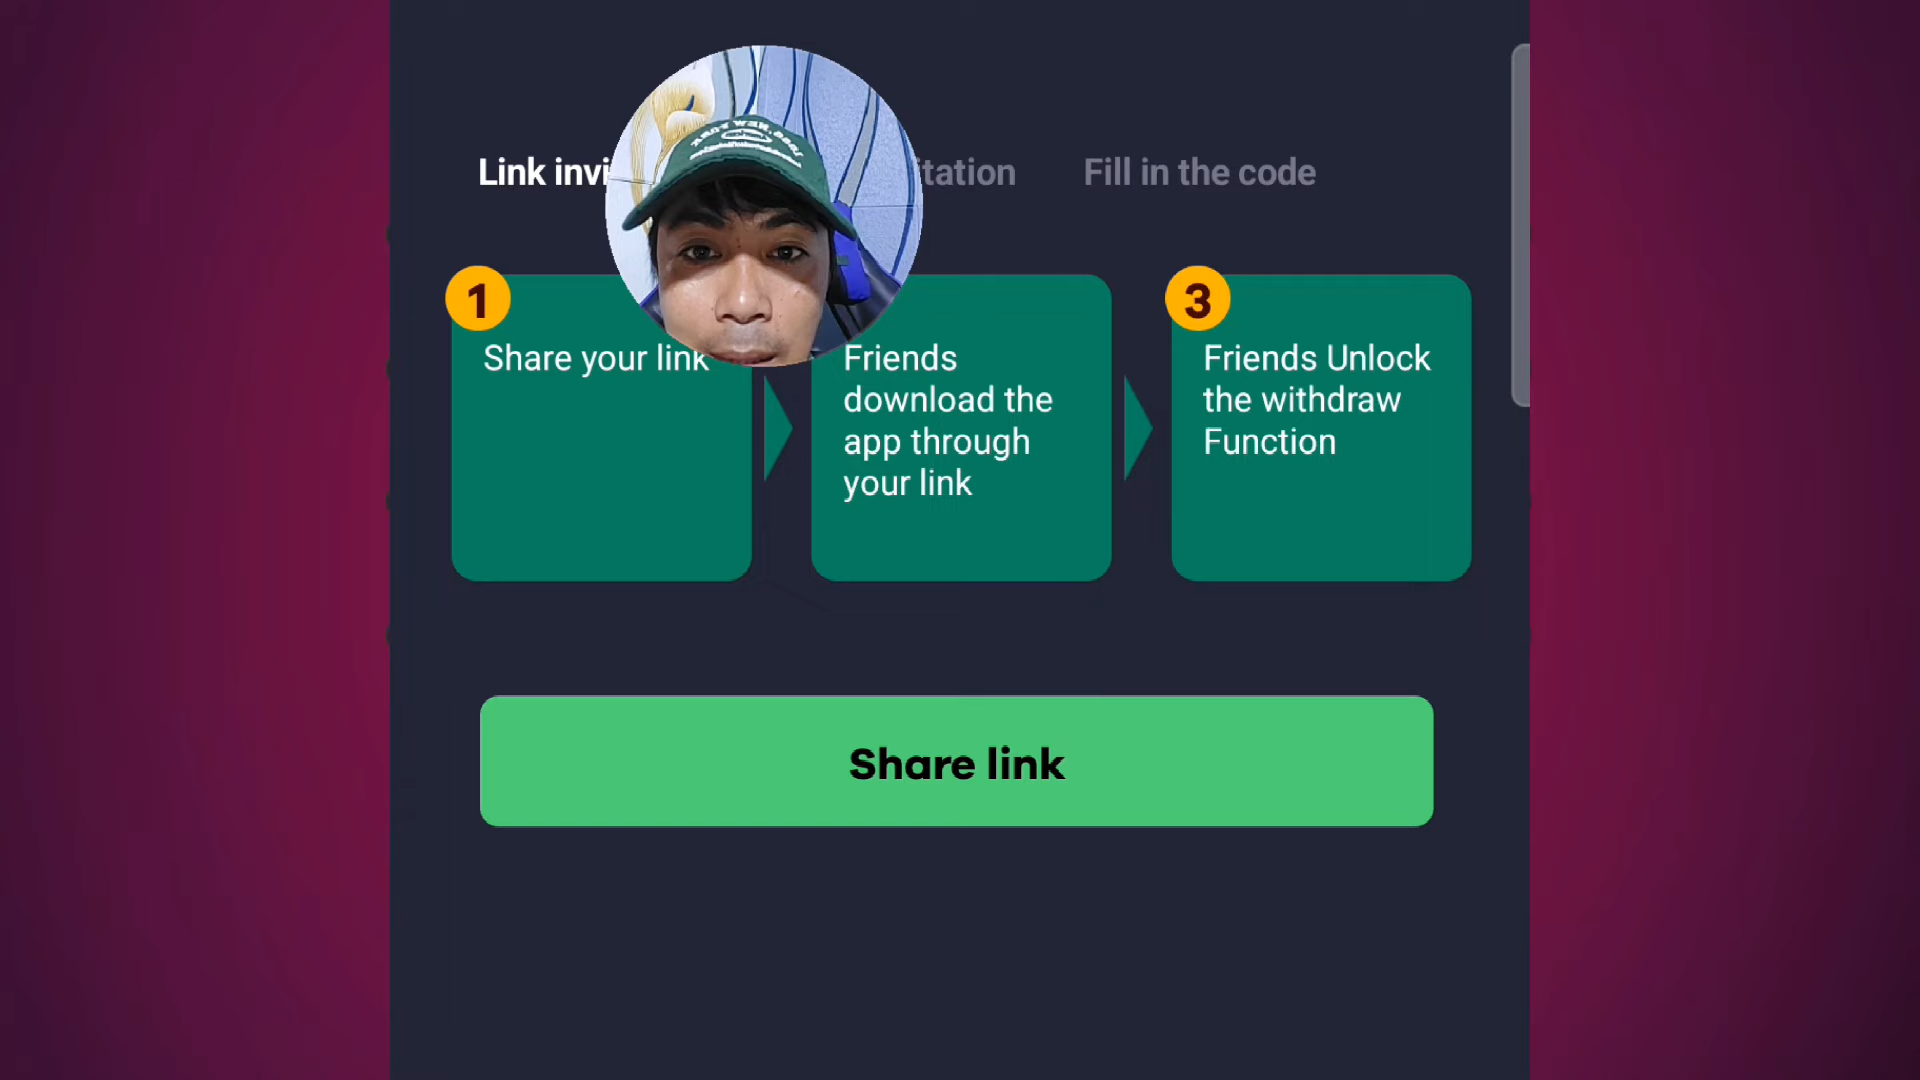 Link invi
itation
Fill in the code
1
Share your link
Friends
download the
app through
your link
3
Friends Unlock
the withdraw
Function
Share link